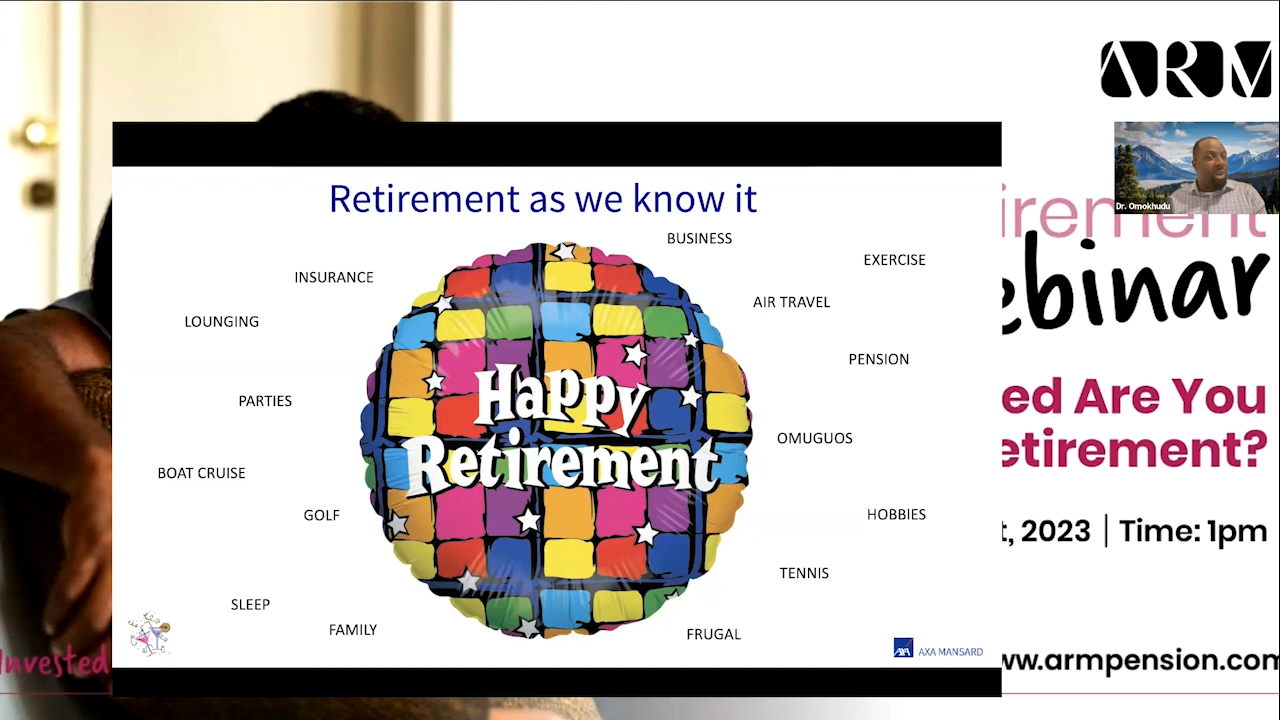 ARM
Dr. Omokhudu
Retirement as we know it
BUSINESS
EXERCISE
INSURANCE
AIR TRAVEL
LOUNGING
PENSION
PARTIES
OMUGUOS
BOAT CRUISE
GOLF
HOBBIES
TENNIS
SLEEP
FAMILY
FRUGAL
Happy
Retirement
AXA
AXA MANSARD
irement
ebinar
ed Are You
etirement?
t, 2023 | Time: 1pm
Invested
ww.armpension.com